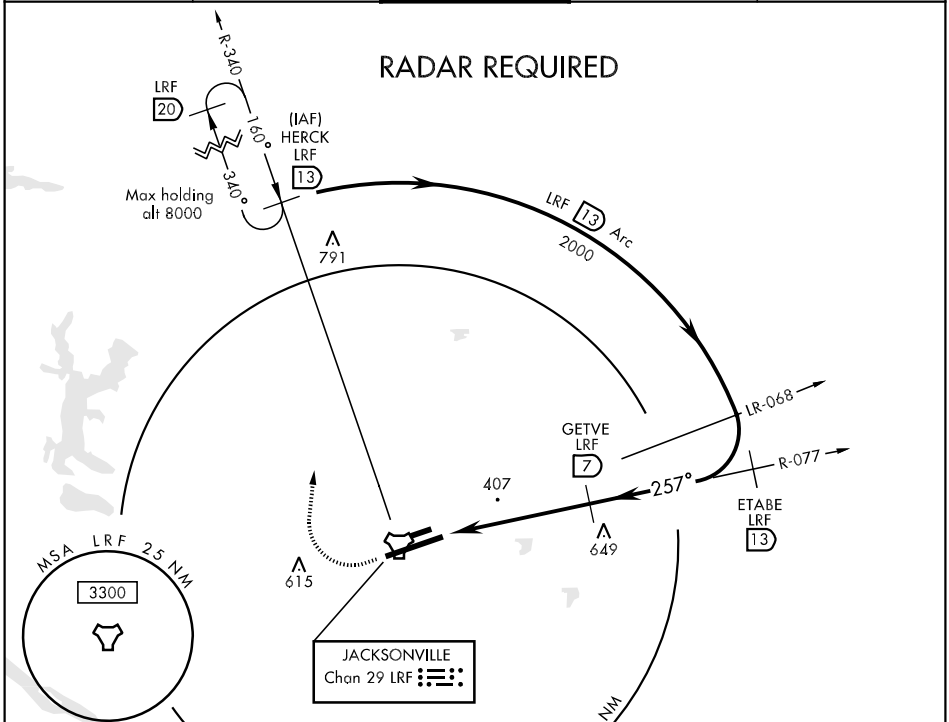 RADAR REQUIRED
R-340
LRF
20
160°
340°
(IAF)
HERCK
LRF
13
Max holding
alt 8000
LRF 13 Arc
2000
791
LR-068
GETVE
LRF
7
R-077
257°
407
ETABE
LRF
13
649
615
MSA LRF 25 NM
3300
JACKSONVILLE
Chan 29 LRF
NM